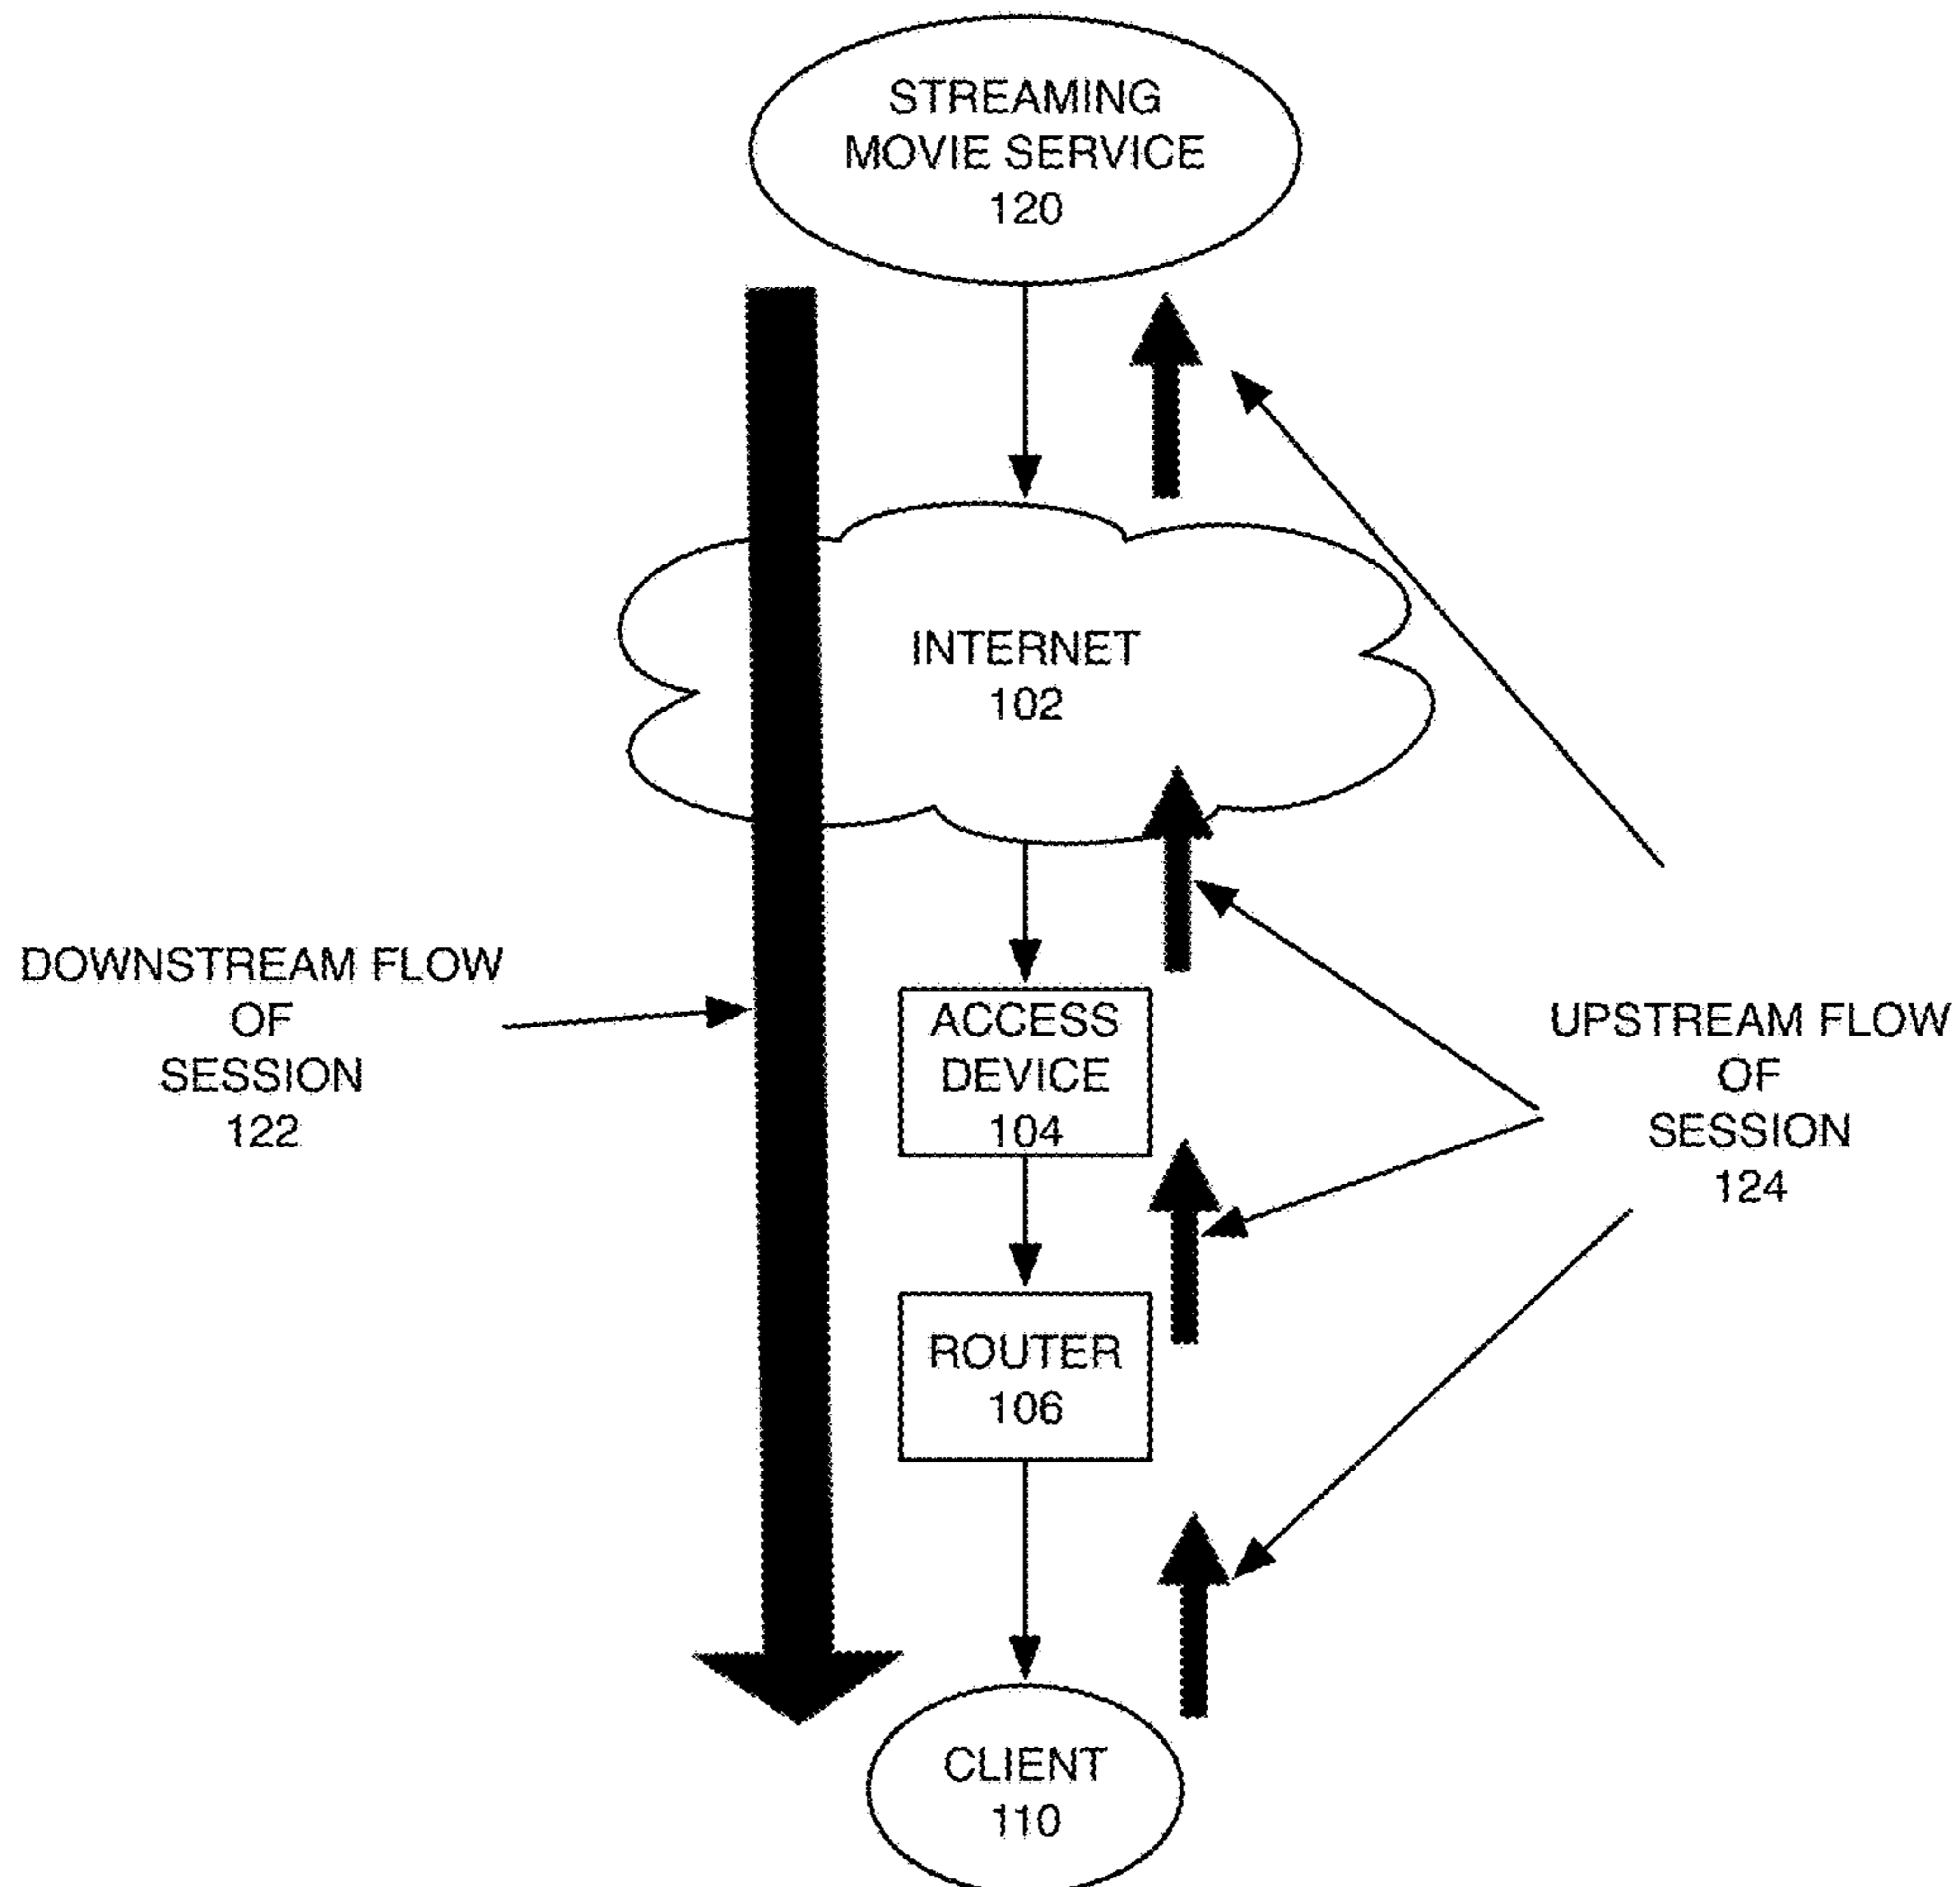 STREAMING
MOVIE SERVICE
120
INTERNET
102
DOWNSTREAM FLOW
OF
SESSION
122
ACCESS
DEVICE
104
UPSTREAM FLOW
OF
SESSION
124
ROUTER
106
CLIENT
110